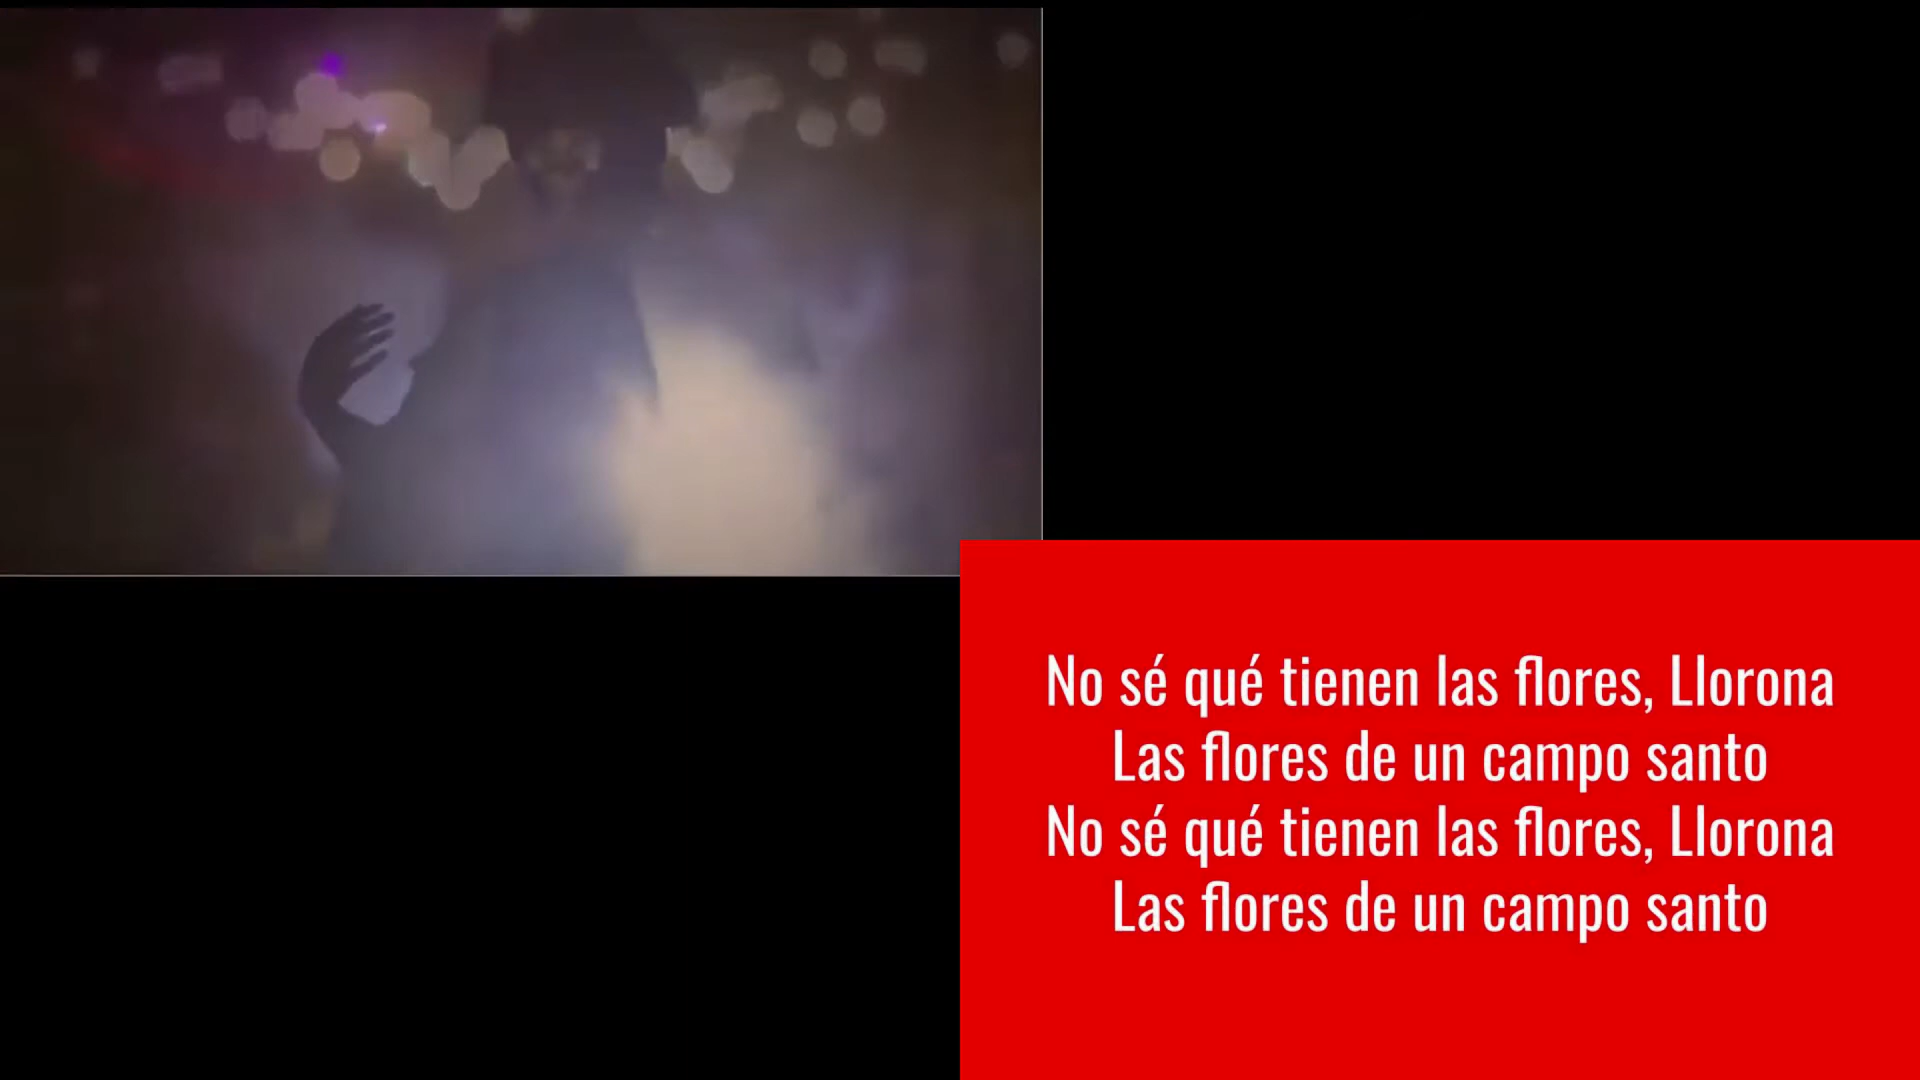 No sé qué tienen las flores, Llorona
Las flores de un campo santo
No sé qué tienen las flores, Llorona
Las flores de un campo santo